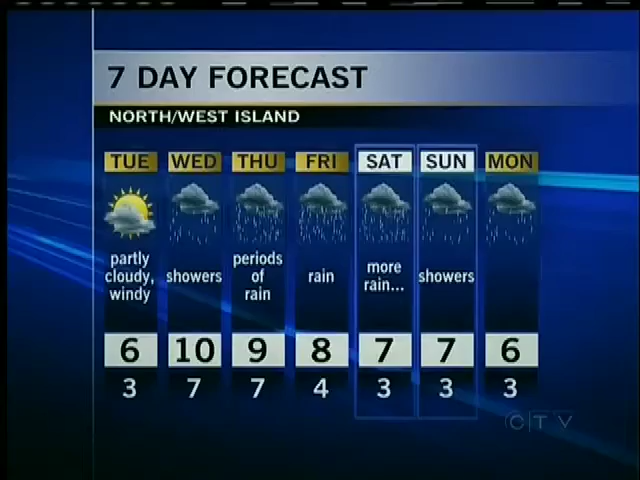 7 DAY FORECAST
NORTH/WEST ISLAND
TUE WED THU FRI SAT SUN MON
partly cloudy, windy
showers
periods of rain
rain
more rain...
showers
6 10 9 8 7 7 6
3 7 7 4 3 3 3
CTV